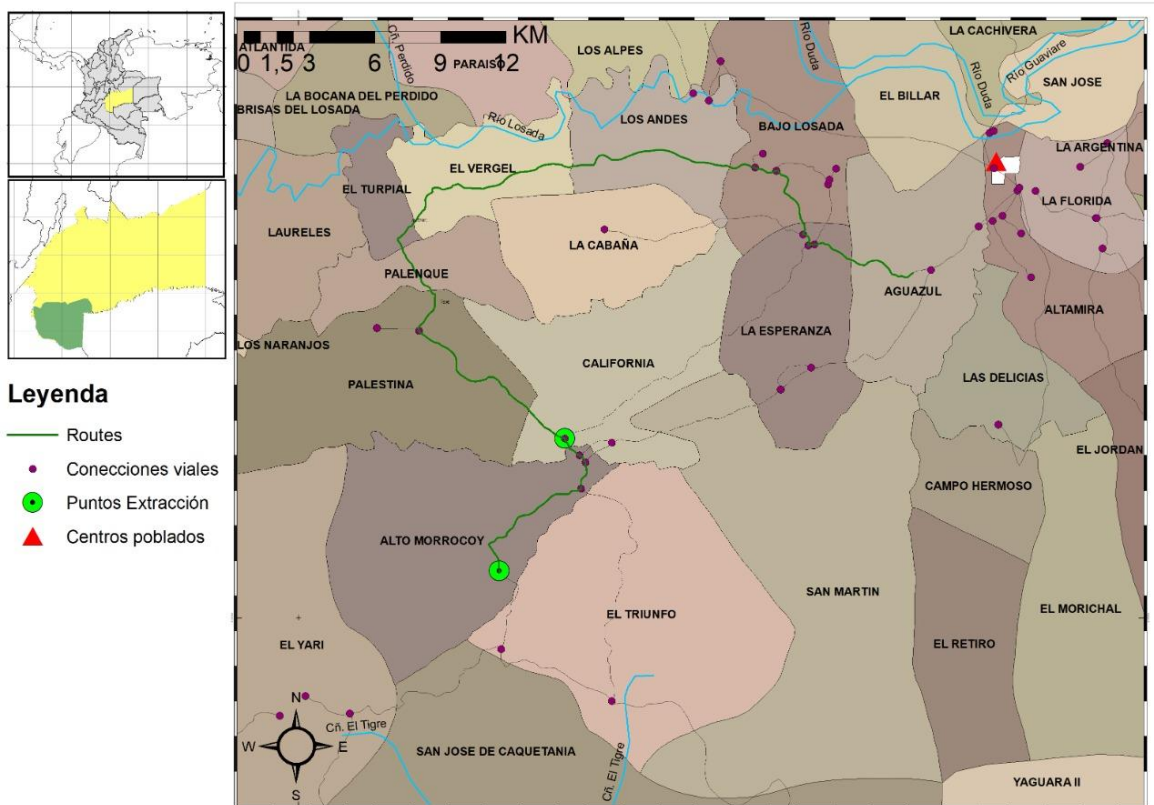 KM
ATLANTIDA
0 1,5 3 6 9 12
PARAISO
Cñ. Perdido
LOS ALPES
Río Duda
LA CACHIVERA
Río Guaviare
Río Duda
SAN JOSE
LA BOCANA DEL PERDIDO
BRISAS DEL LOSADA
EL BILLAR
Río Losada
LOS ANDES
BAJO LOSADA
LA ARGENTINA
EL VERGEL
EL TURPIAL
LA FLORIDA
LAURELES
LA CABAÑA
PALENQUE
AGUAZUL
ALTAMIRA
LA ESPERANZA
LOS NARANJOS
CALIFORNIA
PALESTINA
LAS DELICIAS
EL JORDAN
CAMPO HERMOSO
ALTO MORROCOY
SAN MARTIN
EL TRIUNFO
EL MORICHAL
EL YARI
EL RETIRO
Cñ. El Tigre
SAN JOSE DE CAQUETANIA
Cñ. El Tigre
YAGUARA II
N
W
E
S
Leyenda
Routes
Conecciones viales
Puntos Extracción
Centros poblados